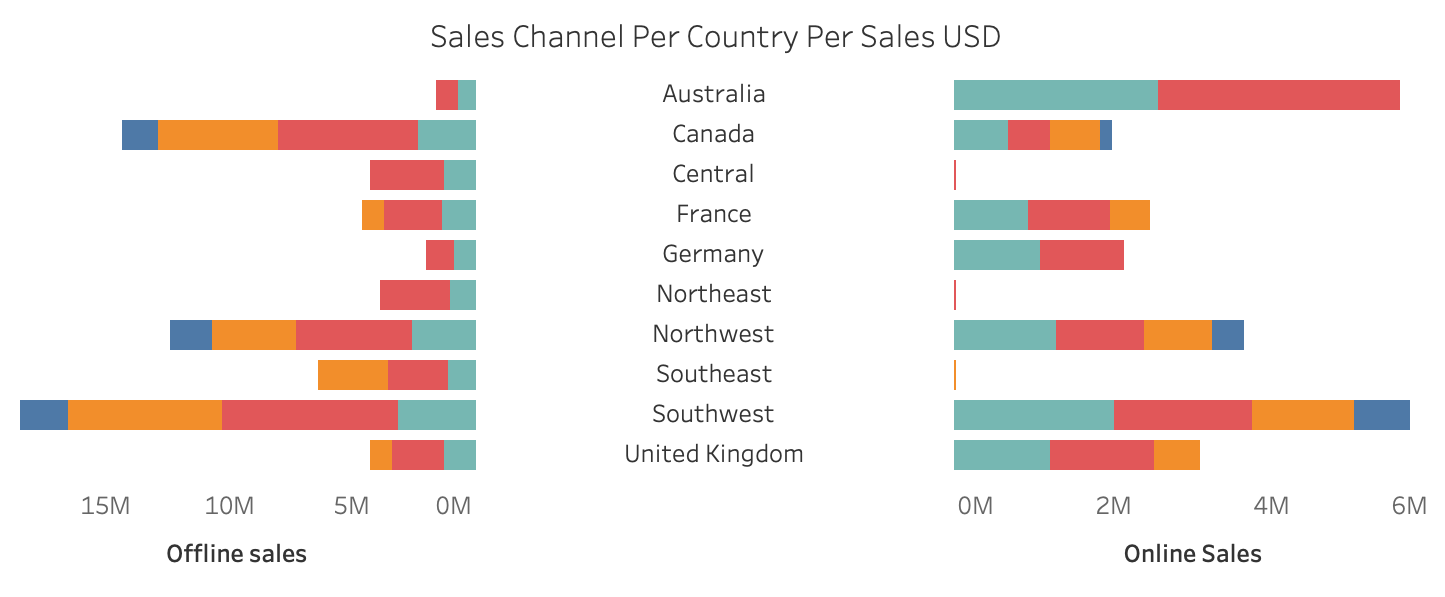 Sales Channel Per Country Per Sales USD
Australia
Canada
Central
France
Germany
Northeast
Northwest
Southeast
Southwest
United Kingdom
15M 10M 5M 0M 0M 2M 4M 6M
Offline sales Online Sales